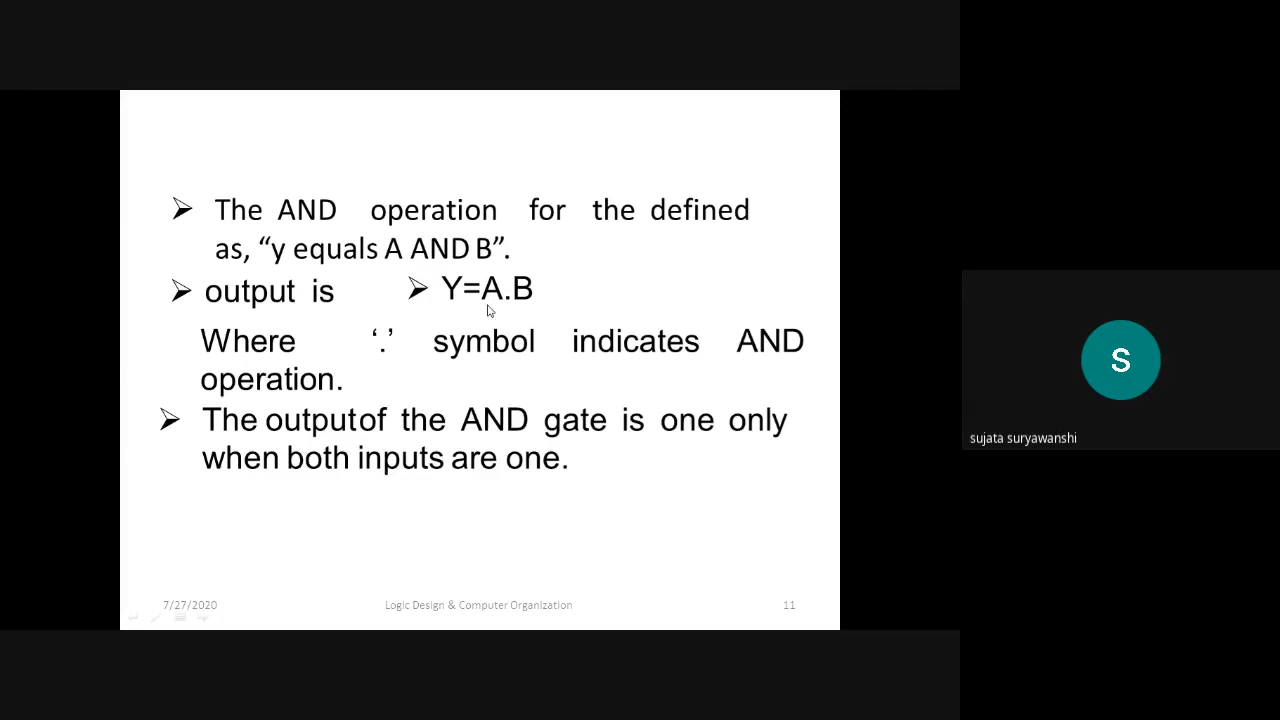 ➢ The AND operation for the defined
as, “y equals A AND B”.
➢ output is ➢ Y=A.B
Where ‘.’ symbol indicates AND
operation.
➢ The outputof the AND gate is one only
when both inputs are one.
7/27/2020 Logic Design & Computer Organization 11
S
sujata suryawanshi